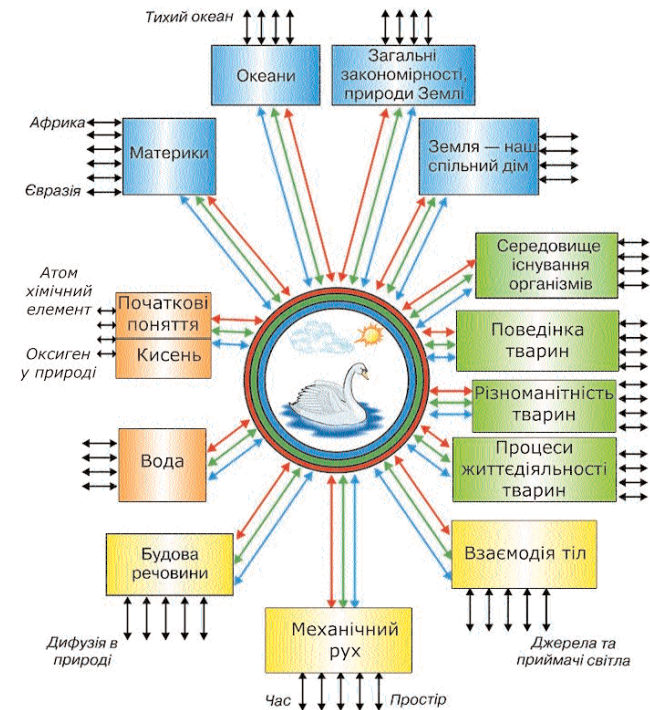 Тихий океан
Океани
Загальні
закономірності,
природи Землі
Африка
Материки
Євразія
Земля — наш
спільний дім
Середовище
існування
організмів
Атом
хімічний
елемент
Початкові
поняття
Кисень
Оксиген
у природі
Поведінка
тварин
Різноманітність
тварин
Вода
Процеси
життєдіяльності
тварин
Будова
речовини
Взаємодія тіл
Дифузія в
природі
Механічний
рух
Джерела та
приймачі світла
Час
Простір